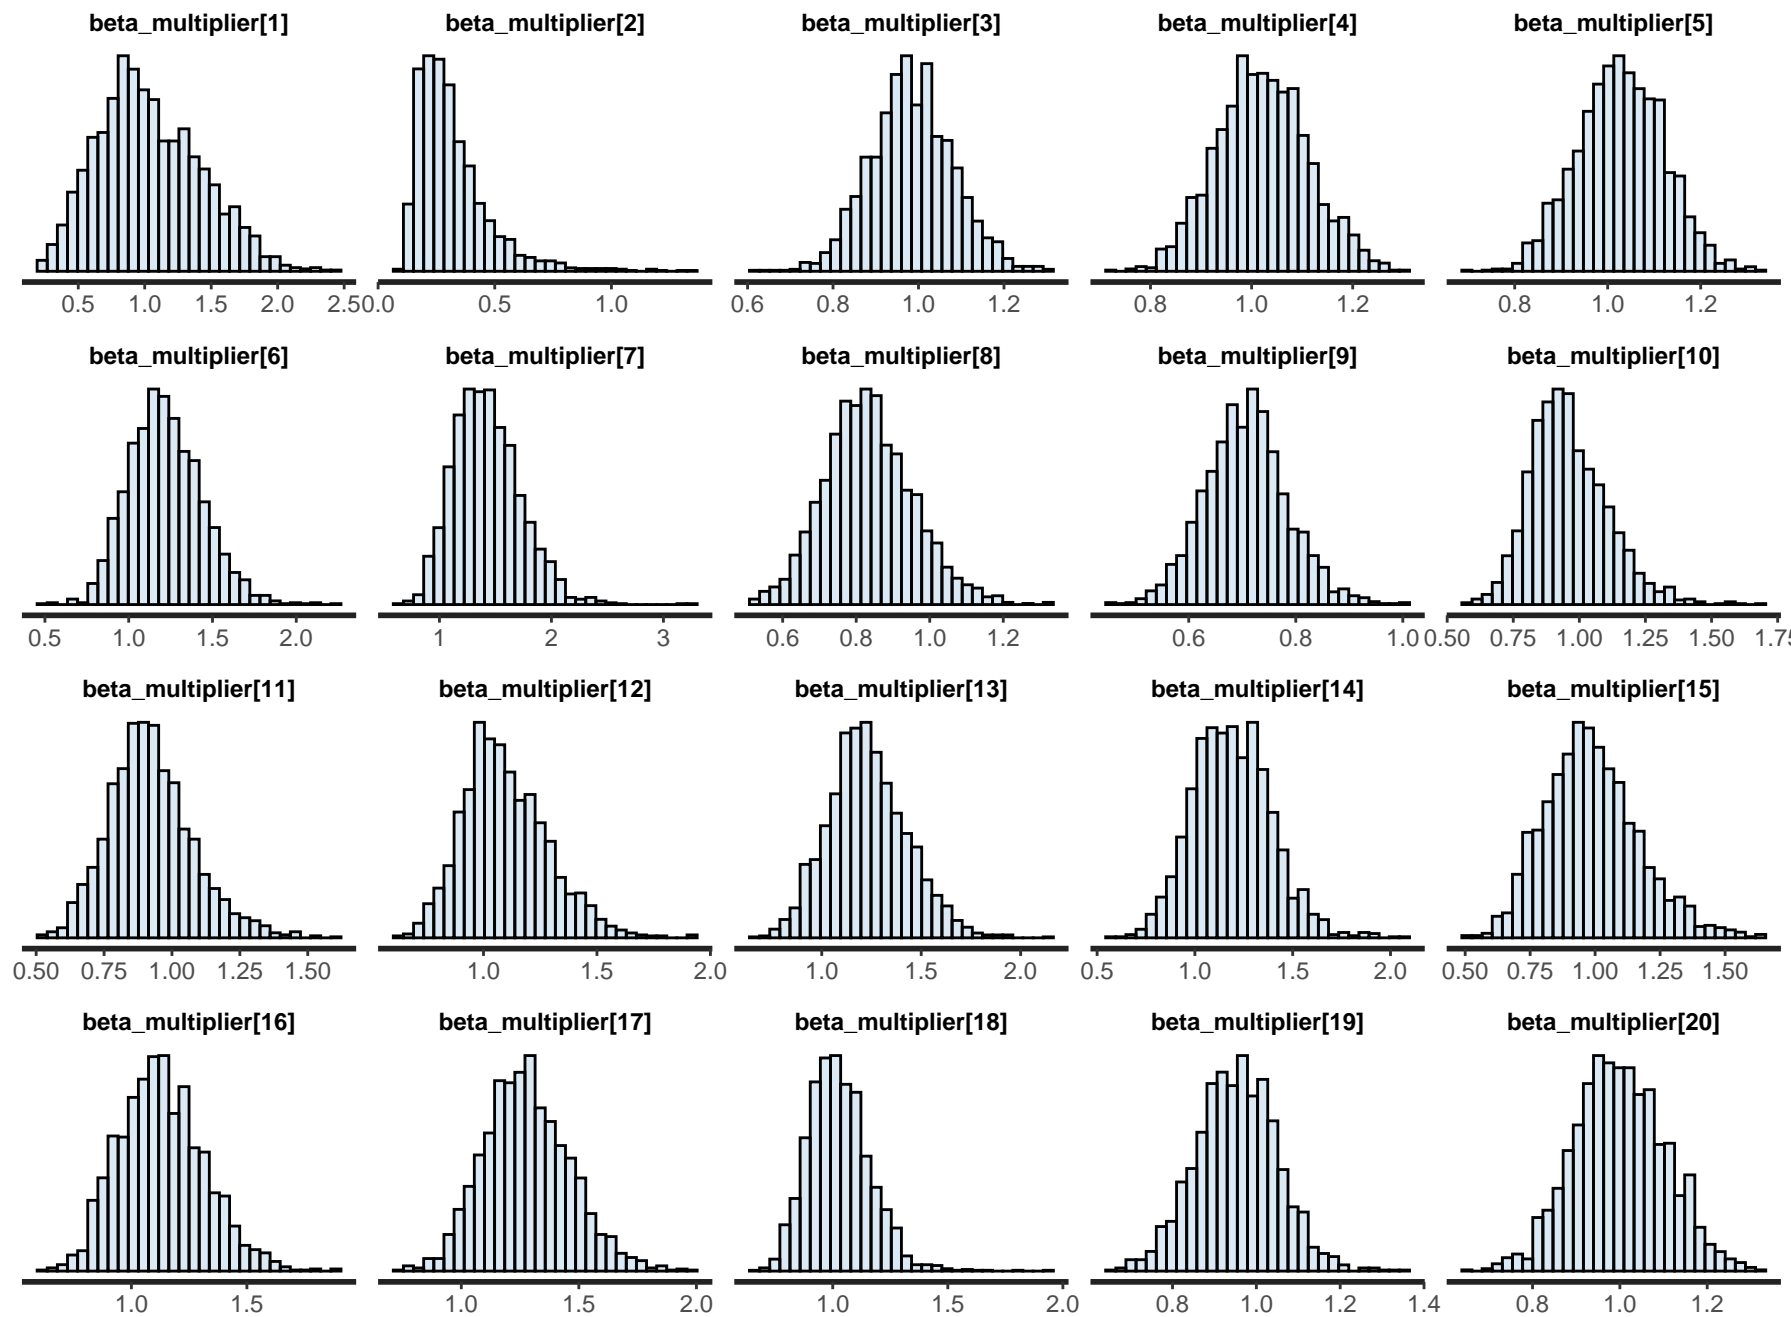 beta_multiplier[1] beta_multiplier[2] beta_multiplier[3] beta_multiplier[4] beta_multiplier[5]
0.5 1.0 1.5 2.0 2.5 0.0 0.5 1.0 0.6 0.8 1.0 1.2 0.8 1.0 1.2 0.8 1.0 1.2
beta_multiplier[6] beta_multiplier[7] beta_multiplier[8] beta_multiplier[9] beta_multiplier[10]
0.5 1.0 1.5 2.0 1 2 3 0.6 0.8 1.0 1.2 0.6 0.8 1.0 0.50 0.75 1.00 1.25 1.50 1.75
beta_multiplier[11] beta_multiplier[12] beta_multiplier[13] beta_multiplier[14] beta_multiplier[15]
0.50 0.75 1.00 1.25 1.50 1.0 1.5 2.0 1.0 1.5 2.0 0.5 1.0 1.5 2.0 0.50 0.75 1.00 1.25 1.50
beta_multiplier[16] beta_multiplier[17] beta_multiplier[18] beta_multiplier[19] beta_multiplier[20]
1.0 1.5 1.0 1.5 2.0 1.0 1.5 2.0 0.8 1.0 1.2 1.4 0.8 1.0 1.2